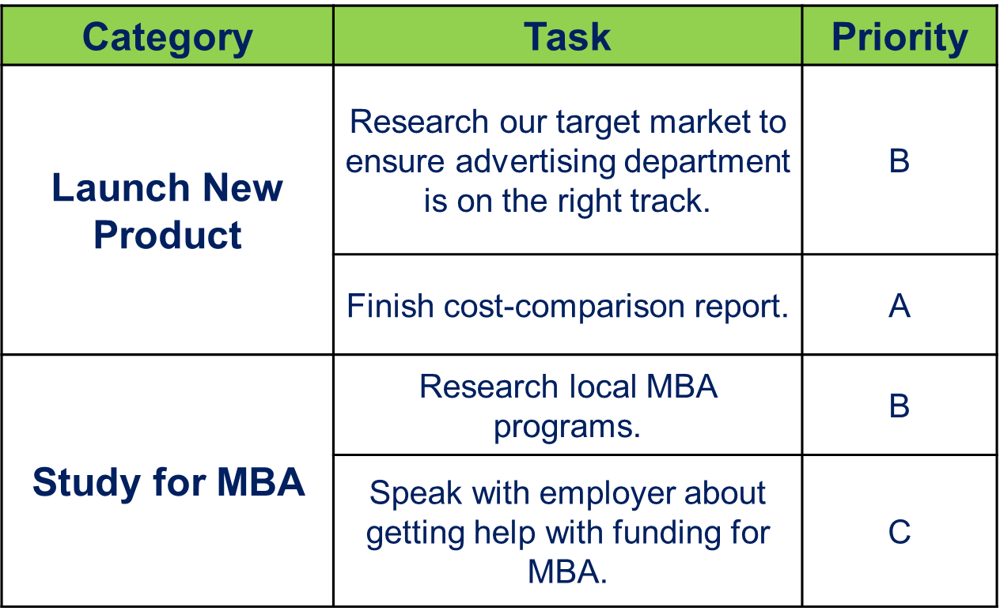 Category Task Priority
Launch New
Product
Research our target market to
ensure advertising department
is on the right track.
B
Finish cost-comparison report.
A
Study for MBA
Research local MBA
programs.
B
Speak with employer about
getting help with funding for
MBA.
C